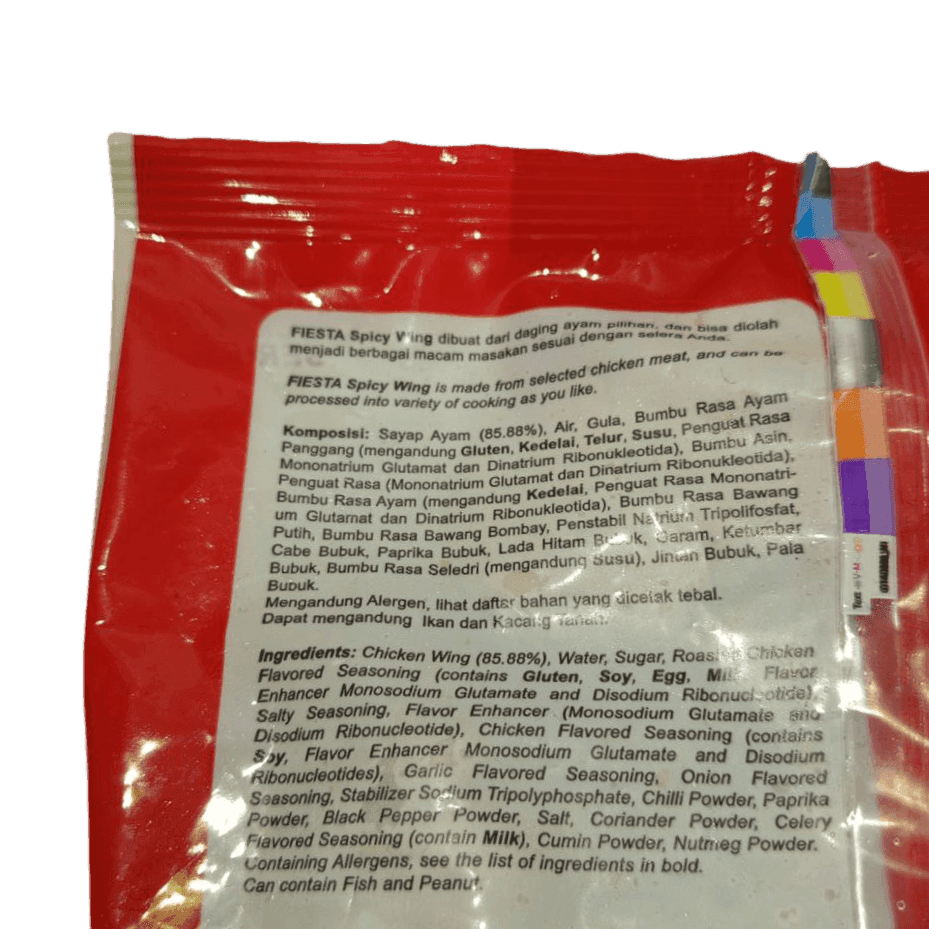 FIESTA Spicy Wing dibuat dari daging ayam pilihan, dan bisa diolah
menjadi berbagai macam masakan sesuai dengan selera Anda.
FIESTA Spicy Wing is made from selected chicken meat, and can be
processed into variety of cooking as you like.
Komposisi: Sayap Ayam (85.88%), Air, Gula, Bumbu Rasa Ayam
Panggang (mengandung Gluten, Kedelai, Telur, Susu, Penguat Rasa
Mononatrium Glutamat dan Dinatrium Ribonukleotida), Bumbu Asin,
Penguat Rasa (Mononatrium Glutamat dan Dinatrium Ribonukleotida),
Bumbu Rasa Ayam (mengandung Kedelai, Penguat Rasa Mononatri-
um Glutamat dan Dinatrium Ribonukleotida), Bumbu Rasa Bawang
Putih, Bumbu Rasa Bawang Bombay, Penstabil Natrium Tripolifosfat,
Cabe Bubuk, Paprika Bubuk, Lada Hitam Bubuk, Garam, Ketumbar
Bubuk, Bumbu Rasa Seledri (mengandung Susu), Jintan Bubuk, Pala
Bubuk.
Mengandung Alergen, lihat daftar bahan yang dicetak tebal.
Dapat mengandung Ikan dan Kacang Tanah.
Ingredients: Chicken Wing (85.88%), Water, Sugar, Roasted Chicken
Flavored Seasoning (contains Gluten, Soy, Egg, Milk, Flavor
Enhancer Monosodium Glutamate and Disodium Ribonucleotide),
Salty Seasoning, Flavor Enhancer (Monosodium Glutamate and
Disodium Ribonucleotide), Chicken Flavored Seasoning (contains
Soy, Flavor Enhancer Monosodium Glutamate and Disodium
Ribonucleotides), Garlic Flavored Seasoning, Onion Flavored
Seasoning, Stabilizer Sodium Tripolyphosphate, Chilli Powder, Paprika
Powder, Black Pepper Powder, Salt, Coriander Powder, Celery
Flavored Seasoning (contain Milk), Cumin Powder, Nutmeg Powder.
Containing Allergens, see the list of ingredients in bold.
Can contain Fish and Peanut.